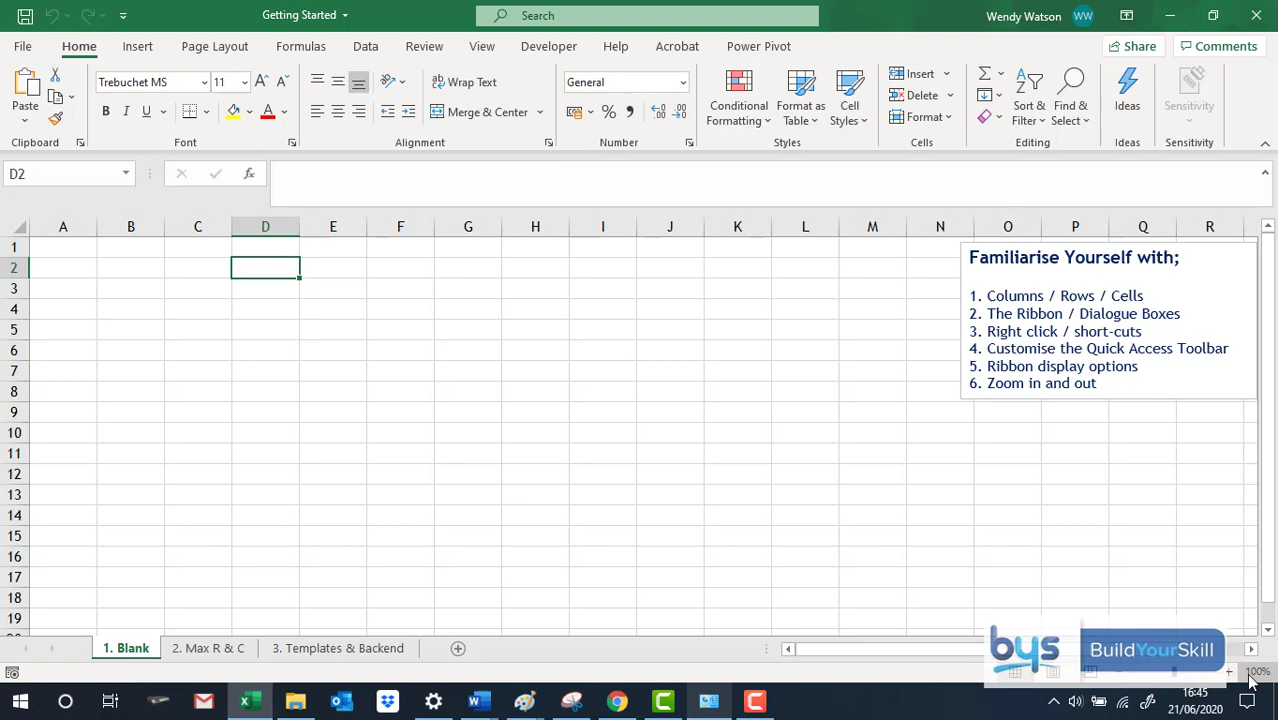 Getting Started
Search
Wendy Watson
WW
File Home Insert Page Layout Formulas Data Review View Developer Help Acrobat Power Pivot
Share
Comments
Paste
Clipboard
Trebuchet MS 11
B I U
Font
Wrap Text
Merge & Center
Alignment
General
Number
Conditional Formatting
Format as Table
Cell Styles
Styles
Insert
Delete
Format
Cells
Sort & Filter
Find & Select
Editing
Ideas
Ideas
Sensitivity
Sensitivity
D2
fx
A B C D E F G H I J K L M N O P Q R
1
2
3
4
5
6
7
8
9
10
11
12
13
14
15
16
17
18
19
Familiarise Yourself with;
1. Columns / Rows / Cells
2. The Ribbon / Dialogue Boxes
3. Right click / short-cuts
4. Customise the Quick Access Toolbar
5. Ribbon display options
6. Zoom in and out
1. Blank 2. Max R & C 3. Templates & Backend
bys BuildYourSkill
100%
16:45
21/06/2020